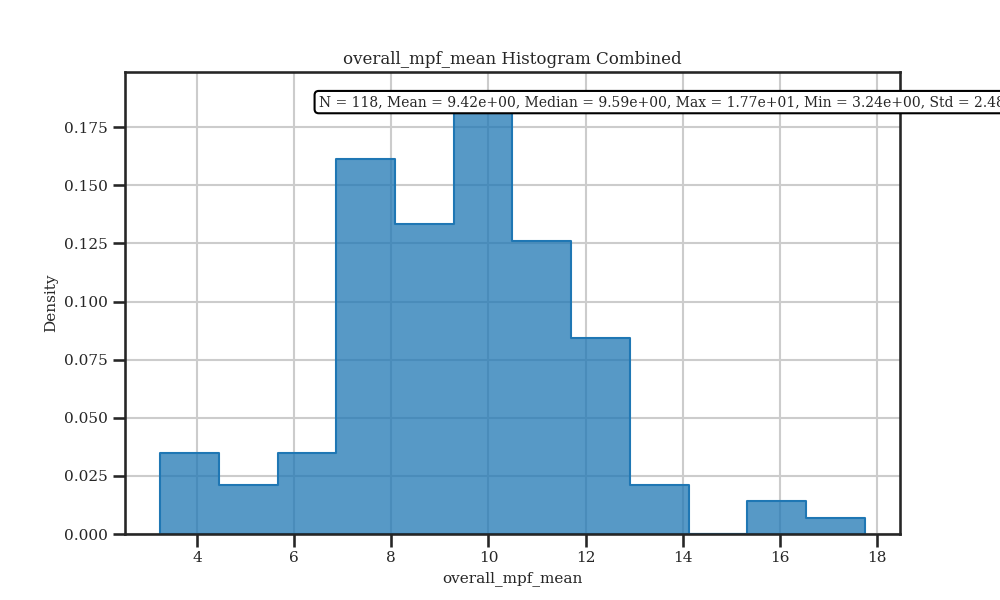 overall_mpf_mean Histogram Combined
N = 118, Mean = 9.42e+00, Median = 9.59e+00, Max = 1.77e+01, Min = 3.24e+00, Std = 2.48
0.175
0.150
0.125
0.100
0.075
0.050
0.025
0.000
Density
4 6 8 10 12 14 16 18
overall_mpf_mean